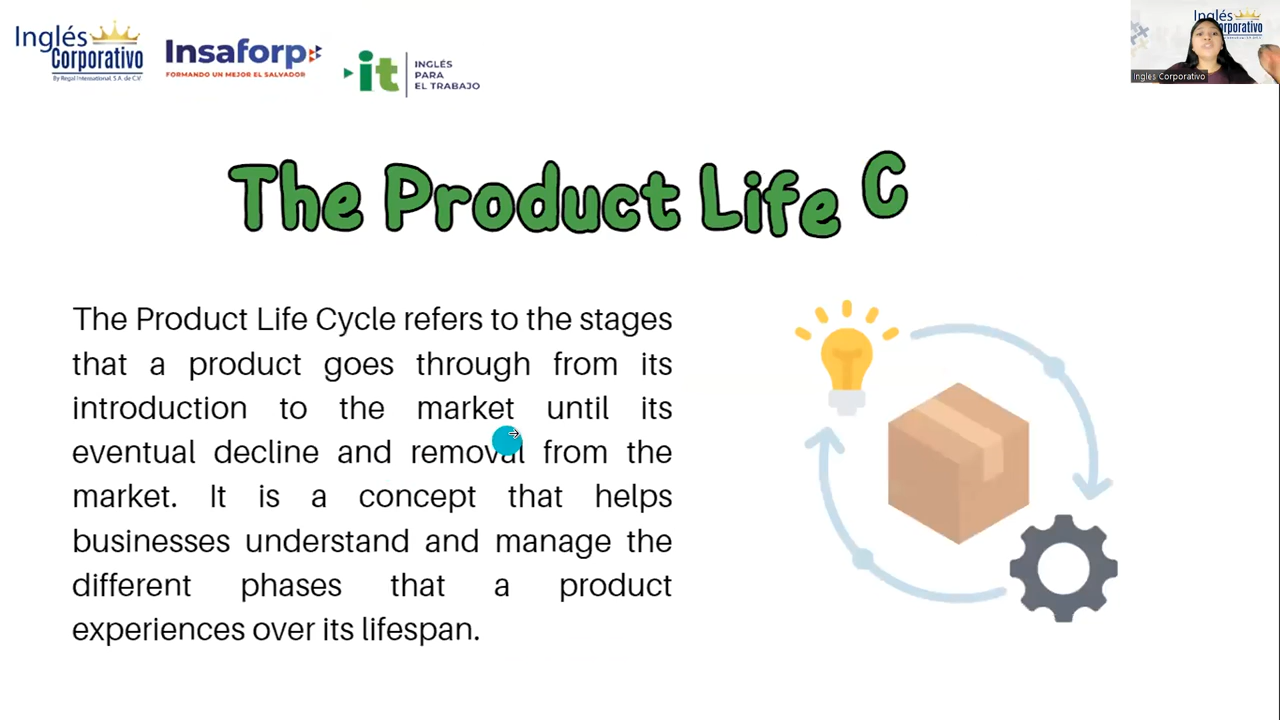 Inglés
Corporativo
By Regal International, S.A. de C.V.
Insaforp
FORMANDO UN MEJOR EL SALVADOR
it
INGLÉS
PARA
EL TRABAJO
Inglés
Corporativo
Ingles Corporativo
The Product Life C
The Product Life Cycle refers to the stages
that a product goes through from its
introduction to the market until its
eventual decline and removal from the
market. It is a concept that helps
businesses understand and manage the
different phases that a product
experiences over its lifespan.